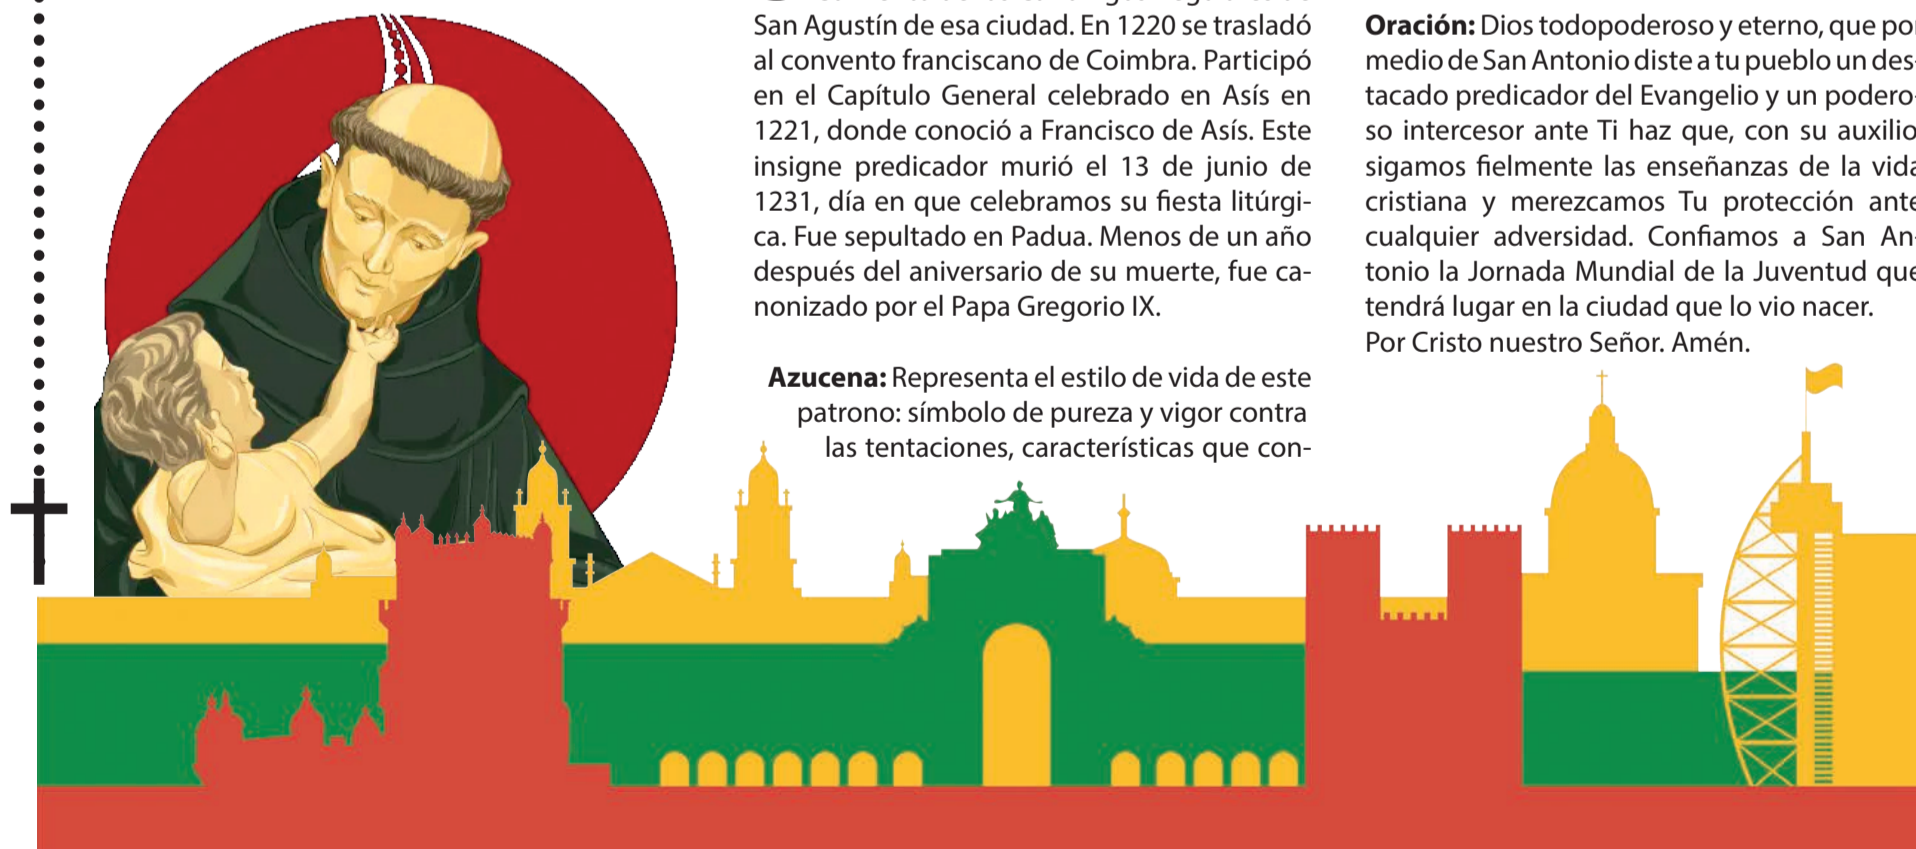 San Agustín de esa ciudad. En 1220 se trasladó
al convento franciscano de Coimbra. Participó
en el Capítulo General celebrado en Asís en
1221, donde conoció a Francisco de Asís. Este
insigne predicador murió el 13 de junio de
1231, día en que celebramos su fiesta litúrgi-
ca. Fue sepultado en Padua. Menos de un año
después del aniversario de su muerte, fue ca-
nonizado por el Papa Gregorio IX.
Azucena: Representa el estilo de vida de este
patrono: símbolo de pureza y vigor contra
las tentaciones, características que con-
Oración: Dios todopoderoso y eterno, que por
medio de San Antonio diste a tu pueblo un des-
tacado predicador del Evangelio y un podero-
so intercesor ante Ti haz que, con su auxilio
sigamos fielmente las enseñanzas de la vida
cristiana y merezcamos Tu protección ante
cualquier adversidad. Confiamos a San An-
tonio la Jornada Mundial de la Juventud que
tendrá lugar en la ciudad que lo vio nacer.
Por Cristo nuestro Señor. Amén.